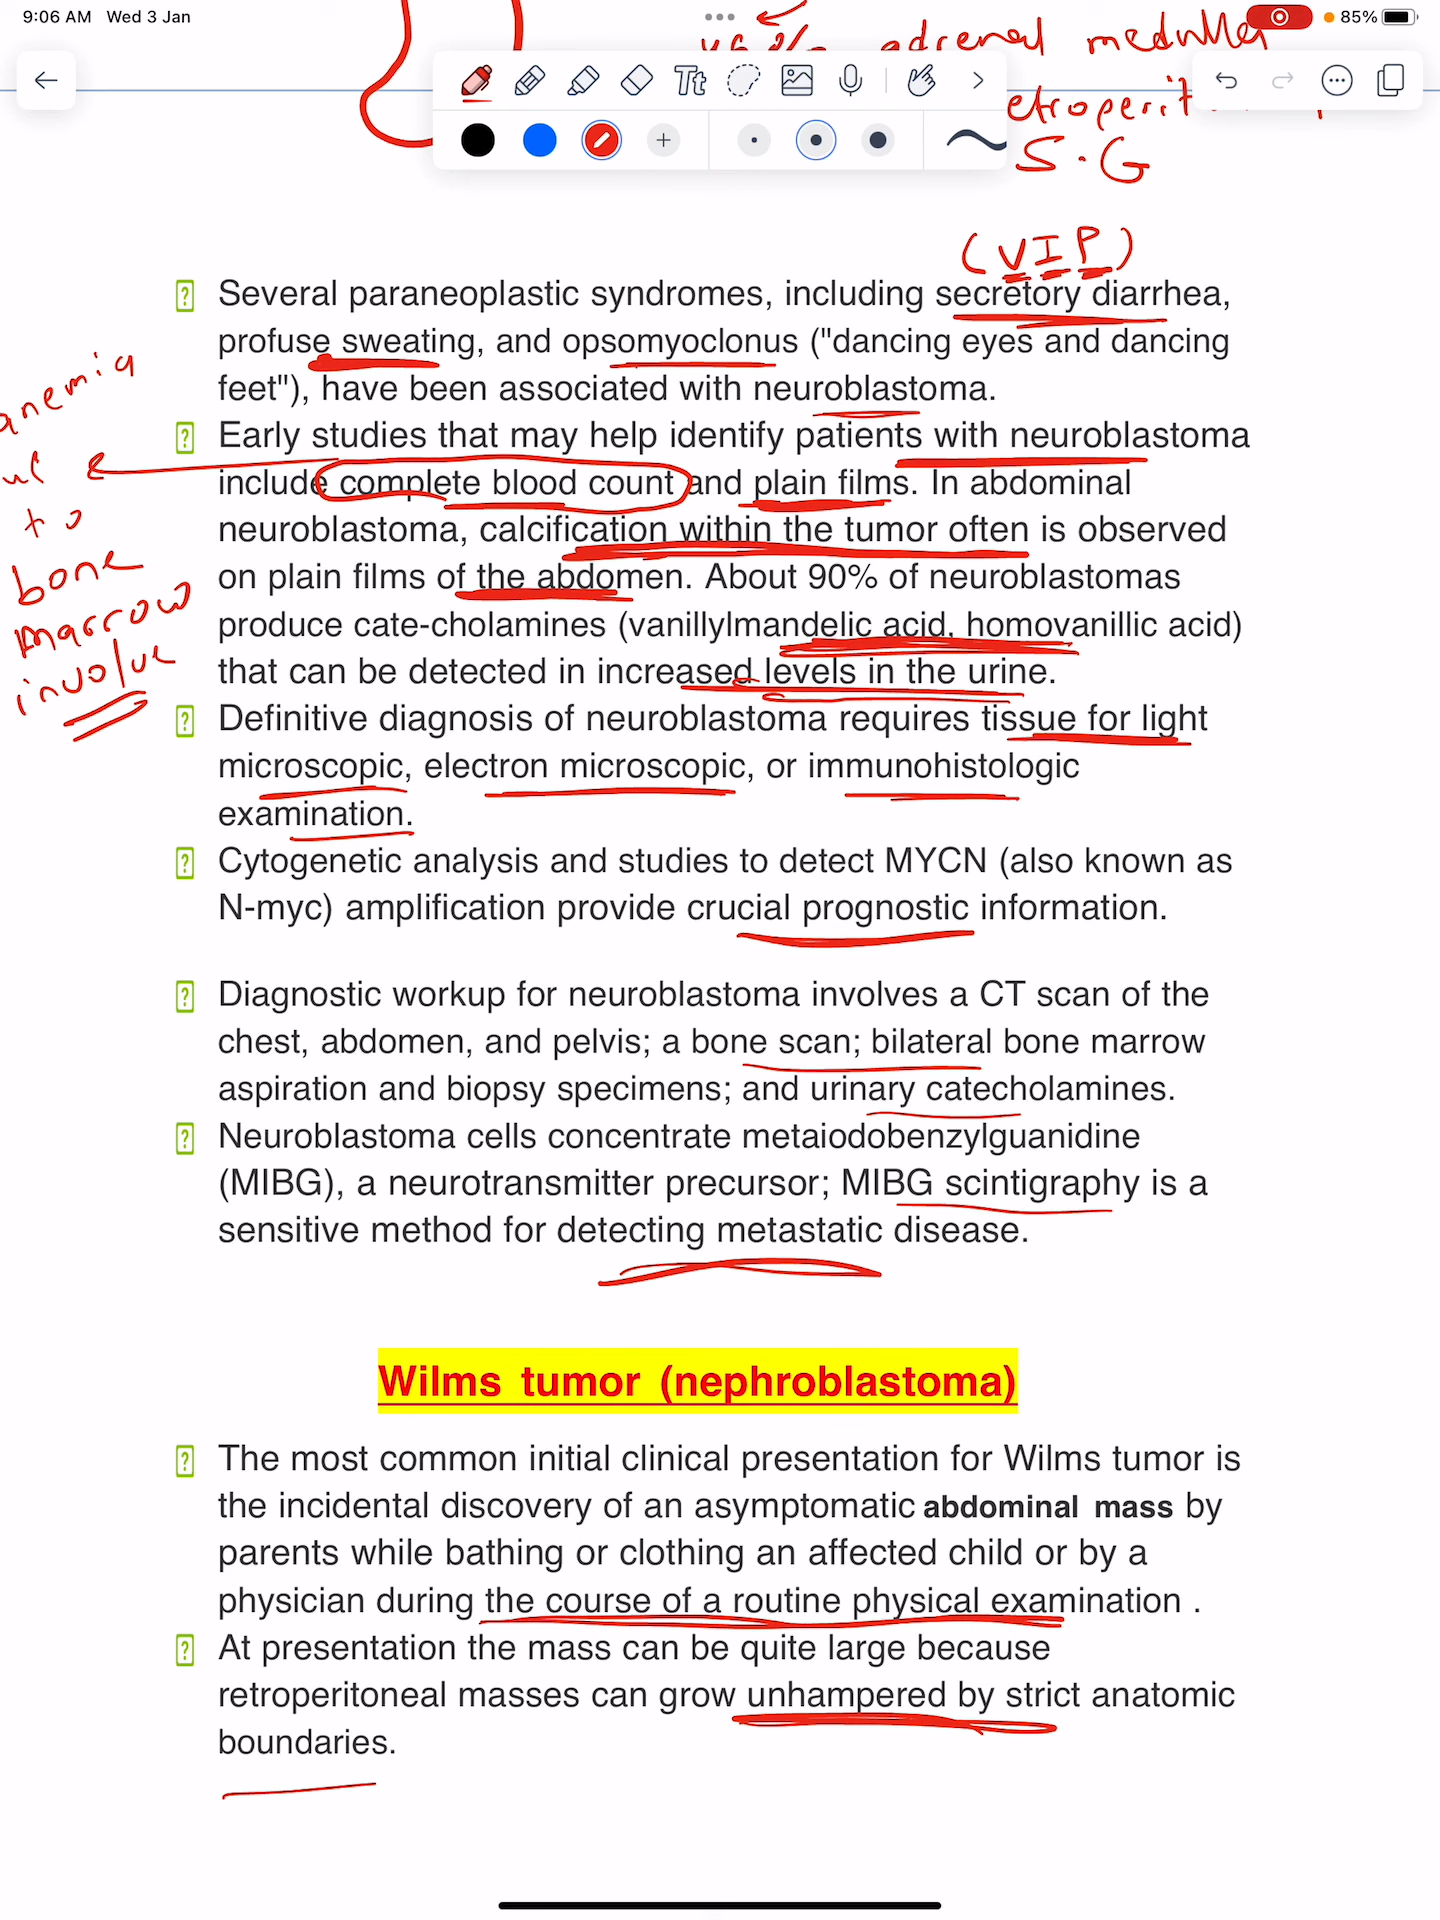 9:06 AM Wed 3 Jan
85%
adrenal medulla
Tt
S.G
(VIP)
Several paraneoplastic syndromes, including secretory diarrhea,
profuse sweating, and opsomyoclonus ("dancing eyes and dancing
feet"), have been associated with neuroblastoma.
anemia
Early studies that may help identify patients with neuroblastoma
include complete blood count and plain films. In abdominal
to
neuroblastoma, calcification within the tumor often is observed
bone
on plain films of the abdomen. About 90% of neuroblastomas
marrow
produce cate-cholamines (vanillylmandelic acid, homovanillic acid)
involve
that can be detected in increased levels in the urine.
Definitive diagnosis of neuroblastoma requires tissue for light
microscopic, electron microscopic, or immunohistologic
examination.
Cytogenetic analysis and studies to detect MYCN (also known as
N-myc) amplification provide crucial prognostic information.
Diagnostic workup for neuroblastoma involves a CT scan of the
chest, abdomen, and pelvis; a bone scan; bilateral bone marrow
aspiration and biopsy specimens; and urinary catecholamines.
Neuroblastoma cells concentrate metaiodobenzylguanidine
(MIBG), a neurotransmitter precursor; MIBG scintigraphy is a
sensitive method for detecting metastatic disease.
Wilms tumor (nephroblastoma)
The most common initial clinical presentation for Wilms tumor is
the incidental discovery of an asymptomatic abdominal mass by
parents while bathing or clothing an affected child or by a
physician during the course of a routine physical examination .
At presentation the mass can be quite large because
retroperitoneal masses can grow unhampered by strict anatomic
boundaries.